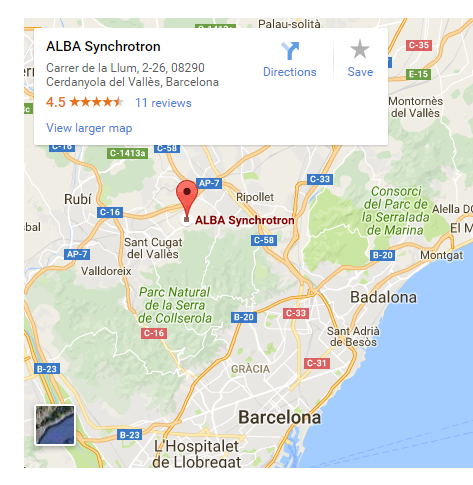 Palau-solità
C-1413a
ALBA Synchrotron
Carrer de la Llum, 2-26, 08290
Cerdanyola del Vallès, Barcelona
4.5 11 reviews
View larger map
Directions
Save
C-35
E-15
Montornès
del Vallès
C-16
C-1413a
C-58
AP-7
C-33
Rubí
Ripollet
C-16
ALBA Synchrotron
Consorci
del Parc de
la Serralada
de Marina
Alella
C-58
Sant Cugat
del Vallès
AP-7
Valldoreix
B-20
Montgat
Parc Natural
de la Serra
de Collserola
Badalona
B-20
C-33
C-16
Sant Adrià
de Besòs
C-31
B-23
GRÀCIA
Barcelona
B-23
L'Hospitalet
de Llobregat